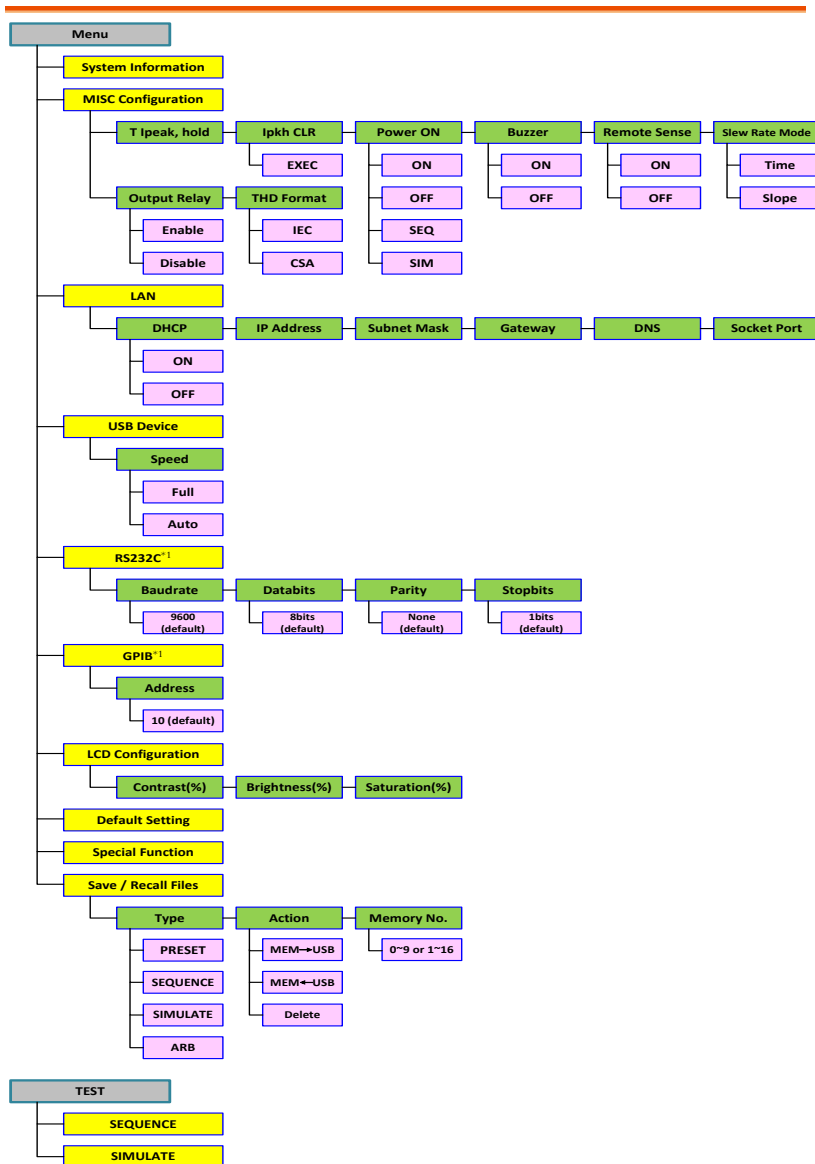 Menu
System Information
MISC Configuration
T Ipeak, hold Ipkh CLR Power ON Buzzer Remote Sense Slew Rate Mode
EXEC ON ON ON Time
Output Relay THD Format OFF OFF OFF Slope
Enable IEC SEQ
Disable CSA SIM
LAN
DHCP IP Address Subnet Mask Gateway DNS Socket Port
ON
OFF
USB Device
Speed
Full
Auto
RS232C*1
Baudrate Databits Parity Stopbits
9600 8bits None 1bits
(default) (default) (default) (default)
GPIB*1
Address
10 (default)
LCD Configuration
Contrast(%) Brightness(%) Saturation(%)
Default Setting
Special Function
Save / Recall Files
Type Action Memory No.
PRESET MEM→USB 0~9 or 1~16
SEQUENCE MEM←USB
SIMULATE Delete
ARB
TEST
SEQUENCE
SIMULATE